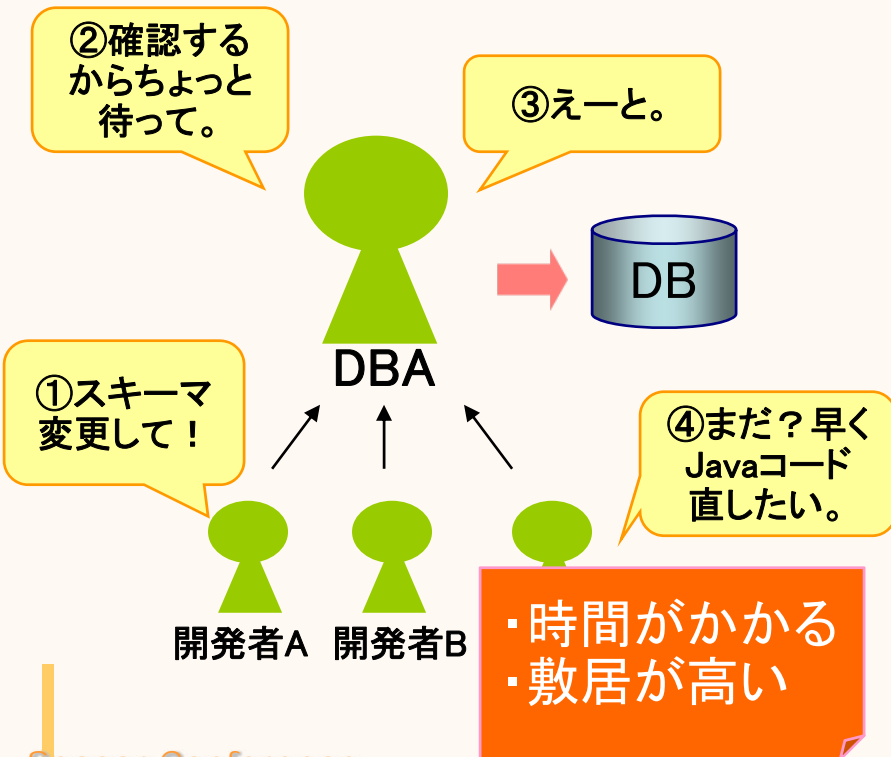 ②確認する
からちょっと
待って。
③えーと。
DB
DBA
①スキーマ
変更して！
④まだ？早く
Javaコード
直したい。
開発者A
開発者B
・時間がかかる
・敷居が高い